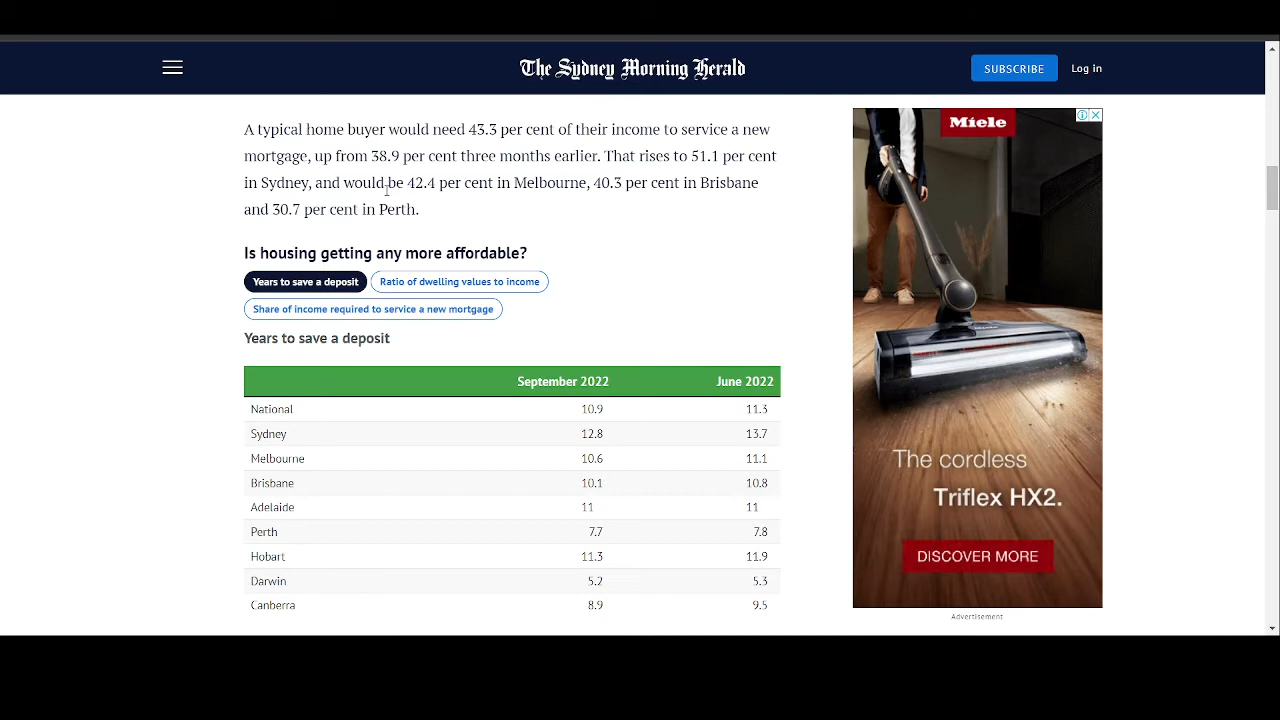 The Sydney Morning Herald
SUBSCRIBE
Log in
A typical home buyer would need 43.3 per cent of their income to service a new
mortgage, up from 38.9 per cent three months earlier. That rises to 51.1 per cent
in Sydney, and would be 42.4 per cent in Melbourne, 40.3 per cent in Brisbane
and 30.7 per cent in Perth.
Is housing getting any more affordable?
Years to save a deposit
Ratio of dwelling values to income
Share of income required to service a new mortgage
Years to save a deposit
September 2022 June 2022
National 10.9 11.3
Sydney 12.8 13.7
Melbourne 10.6 11.1
Brisbane 10.1 10.8
Adelaide 11 11
Perth 7.7 7.8
Hobart 11.3 11.9
Darwin 5.2 5.3
Canberra 8.9 9.5
Miele
The cordless
Triflex HX2.
DISCOVER MORE
Advertisement